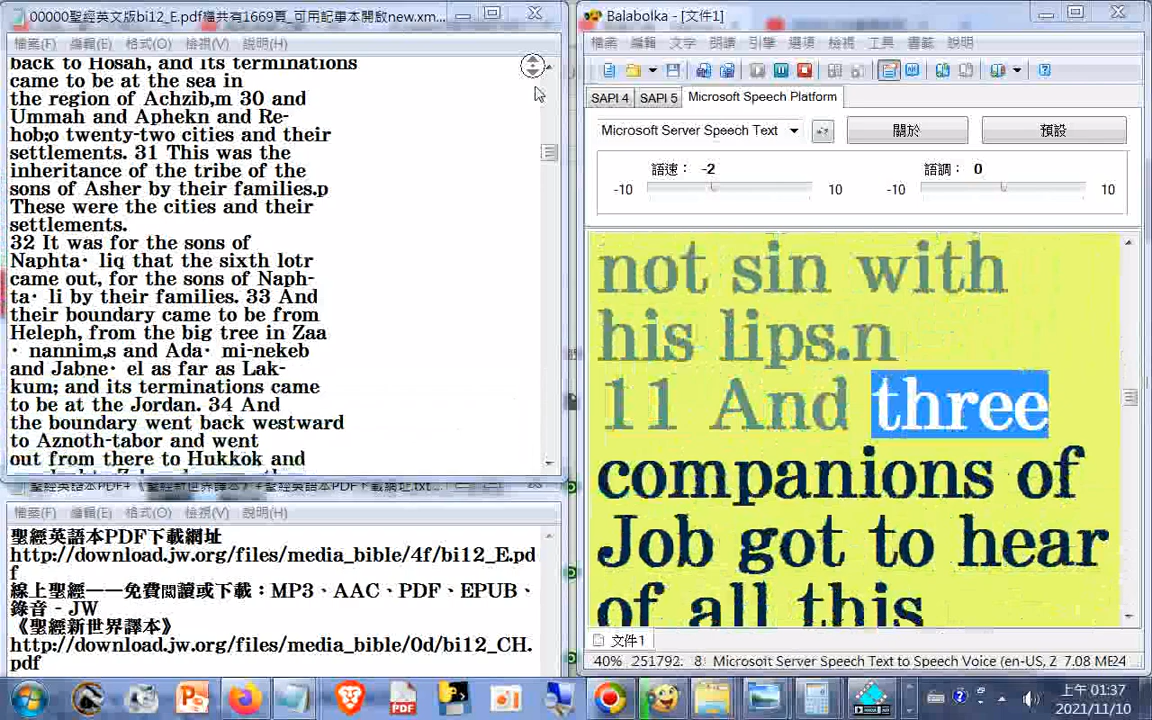 00000聖經英文版bi12_E.pdf檔共有1669頁_可用記事本開啟new.xm...
檔案(F) 編輯(E) 格式(O) 檢視(V) 說明(H)
back to Hosah, and its terminations
came to be at the sea in
the region of Achzib,m 30 and
Ummah and Aphekn and Re-
hob;o twenty-two cities and their
settlements. 31 This was the
inheritance of the tribe of the
sons of Asher by their families.p
These were the cities and their
settlements.
32 It was for the sons of
Naphta· liq that the sixth lotr
came out, for the sons of Naph-
ta· li by their families. 33 And
their boundary came to be from
Heleph, from the big tree in Zaa
· nannim,s and Ada· mi-nekeb
and Jabne· el as far as Lak-
kum; and its terminations came
to be at the Jordan. 34 And
the boundary went back westward
to Aznoth-tabor and went
out from there to Hukkok and
檔案(F) 編輯(E) 格式(O) 檢視(V) 說明(H)
聖經英語本PDF下載網址
http://download.jw.org/files/media_bible/4f/bi12_E.pd
f
線上聖經——免費閱讀或下載：MP3、AAC、PDF、EPUB、
錄音 - JW
《聖經新世界譯本》
http://download.jw.org/files/media_bible/0d/bi12_CH.
pdf
Balabolka - [文件1]
檔案 編輯 文字 朗讀 引擎 選項 檢視 工具 書籤 說明
SAPI 4 SAPI 5 Microsoft Speech Platform
Microsoft Server Speech Text 關於 預設
語速： -2 語調： 0
-10 10 -10 10
not sin with
his lips.n
11 And three
companions of
Job got to hear
of all this
文件1
40% 251792: 8 Microsoft Server Speech Text to Speech Voice (en-US, Z 7.08 ME24
上午 01:37
2021/11/10